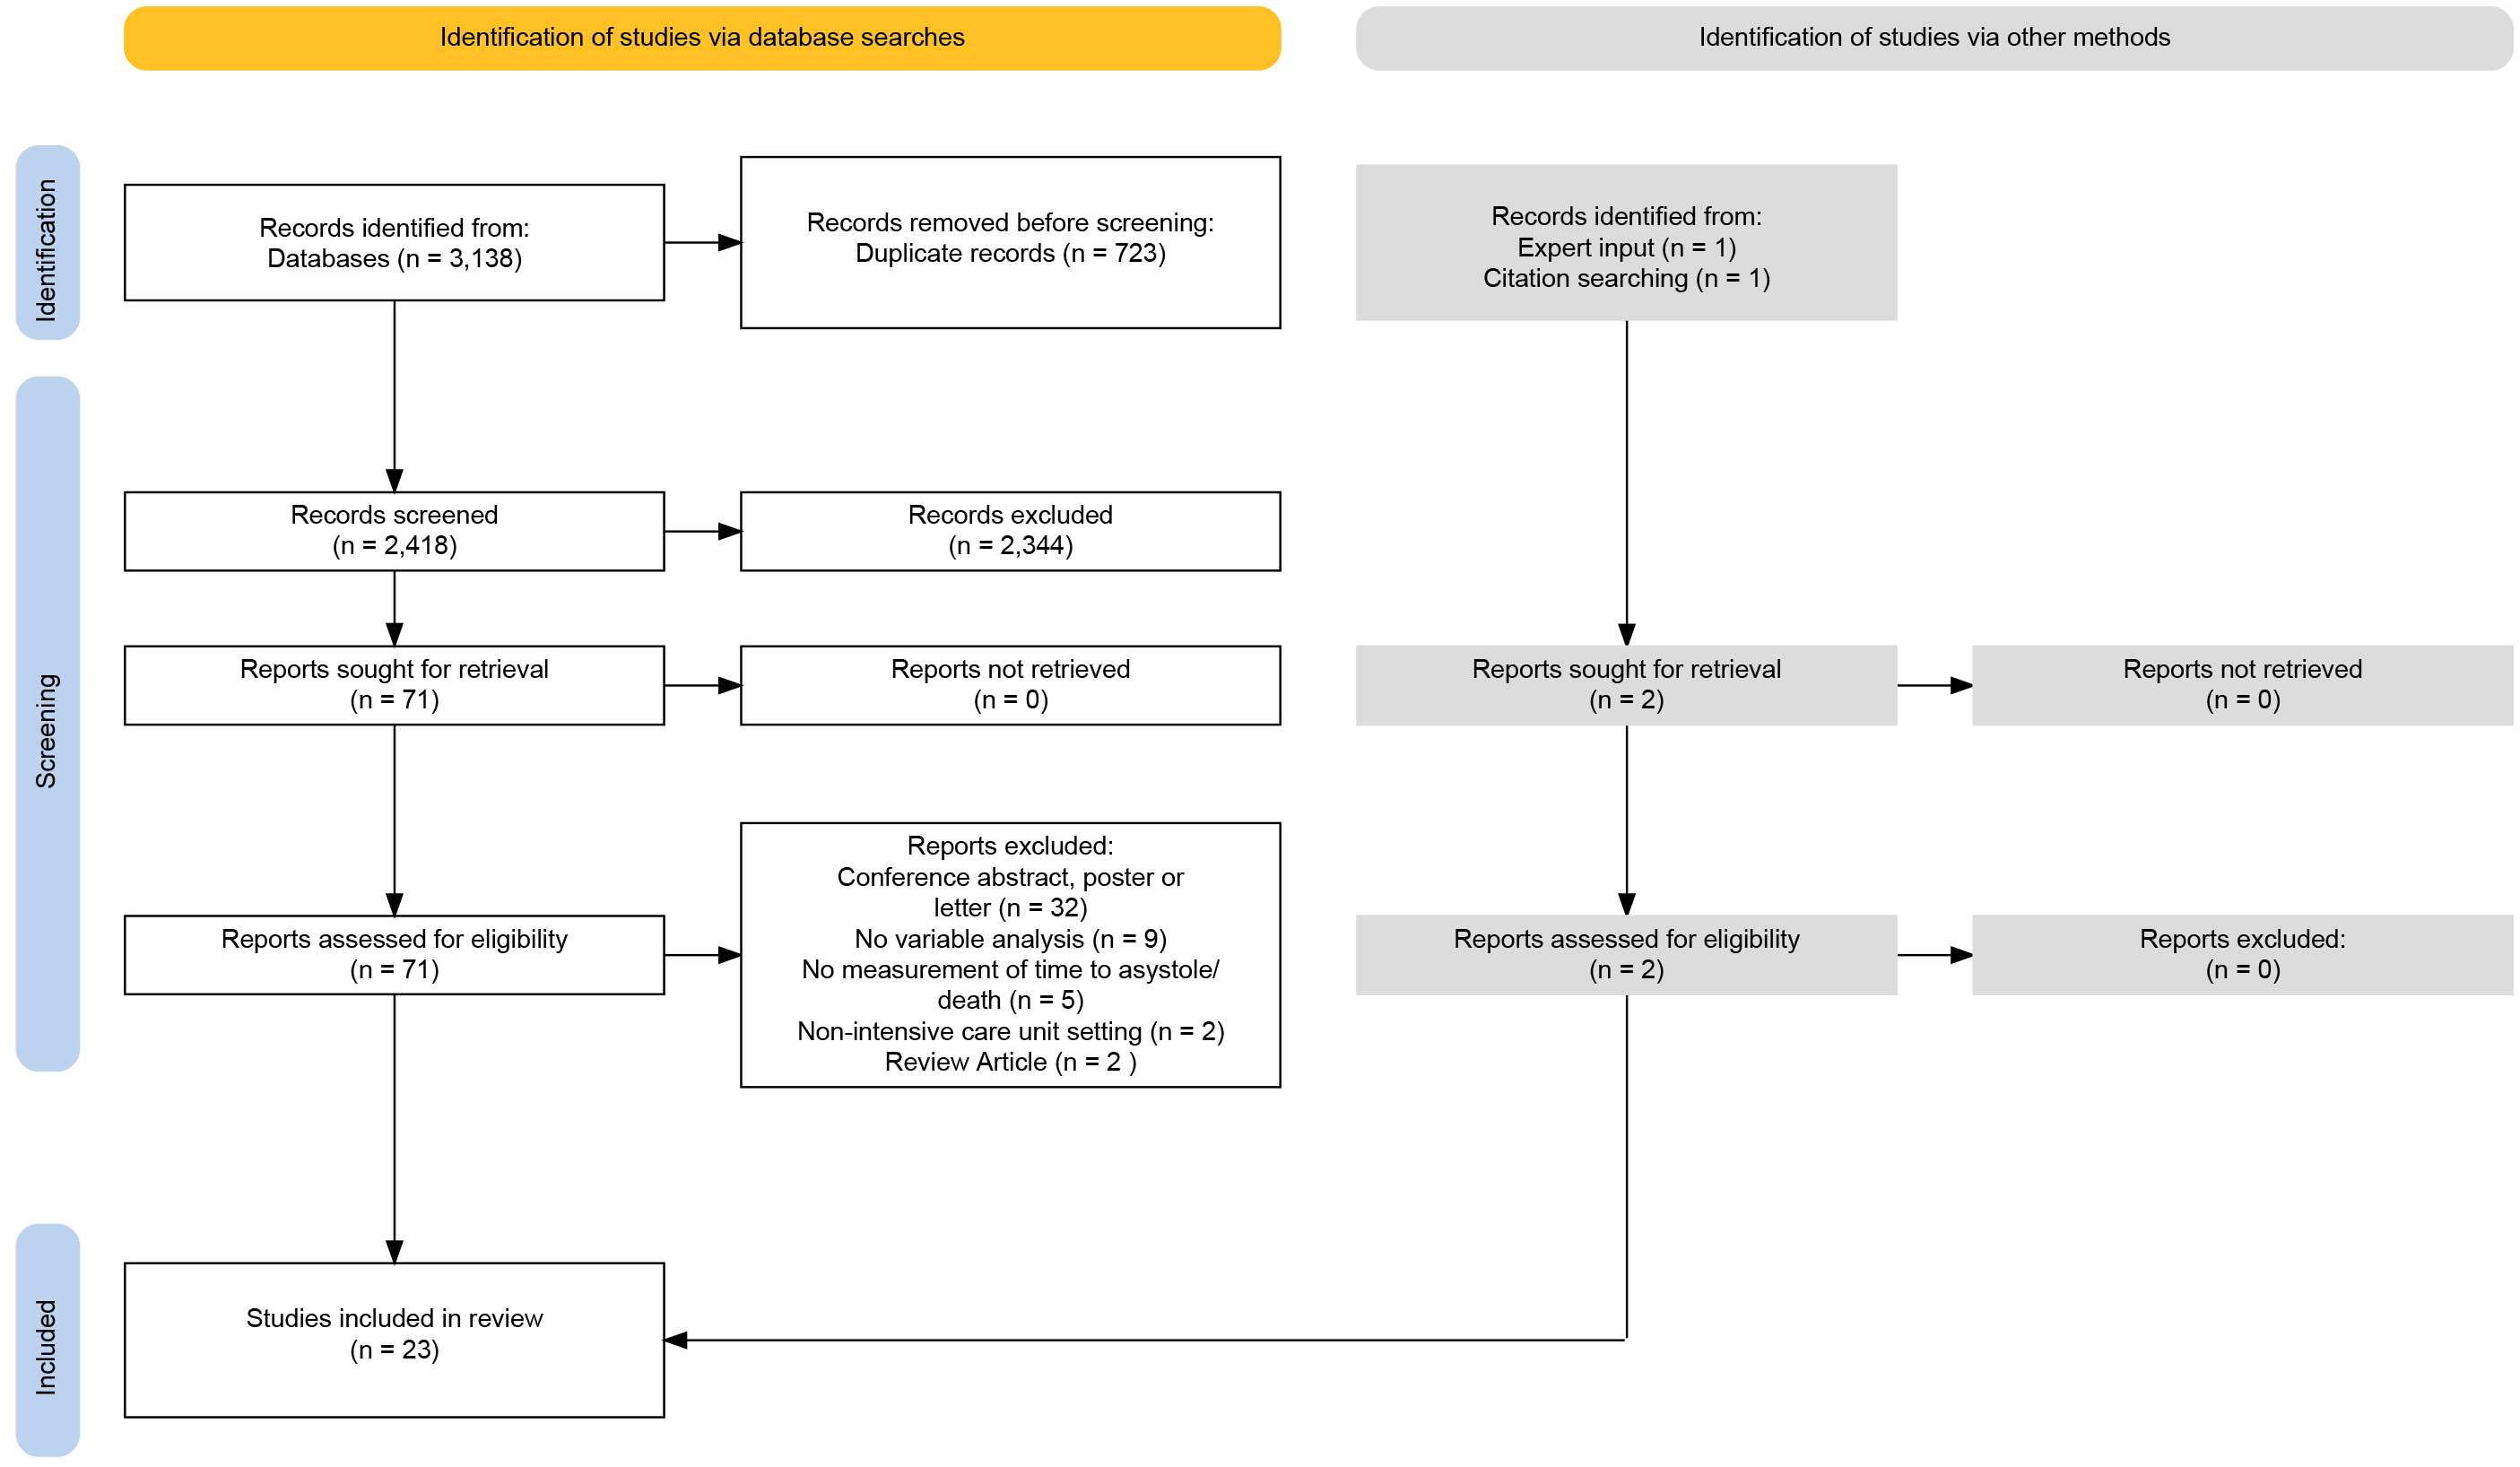 Identification of studies via database searches
Identification of studies via other methods
Identification
Records identified from:
Databases (n = 3,138)
Records removed before screening:
Duplicate records (n = 723)
Records identified from:
Expert input (n = 1)
Citation searching (n = 1)
Screening
Records screened
(n = 2,418)
Records excluded
(n = 2,344)
Reports sought for retrieval
(n = 71)
Reports not retrieved
(n = 0)
Reports sought for retrieval
(n = 2)
Reports not retrieved
(n = 0)
Reports assessed for eligibility
(n = 71)
Reports excluded:
Conference abstract, poster or
letter (n = 32)
No variable analysis (n = 9)
No measurement of time to asystole/
death (n = 5)
Non-intensive care unit setting (n = 2)
Review Article (n = 2 )
Reports assessed for eligibility
(n = 2)
Reports excluded:
(n = 0)
Included
Studies included in review
(n = 23)